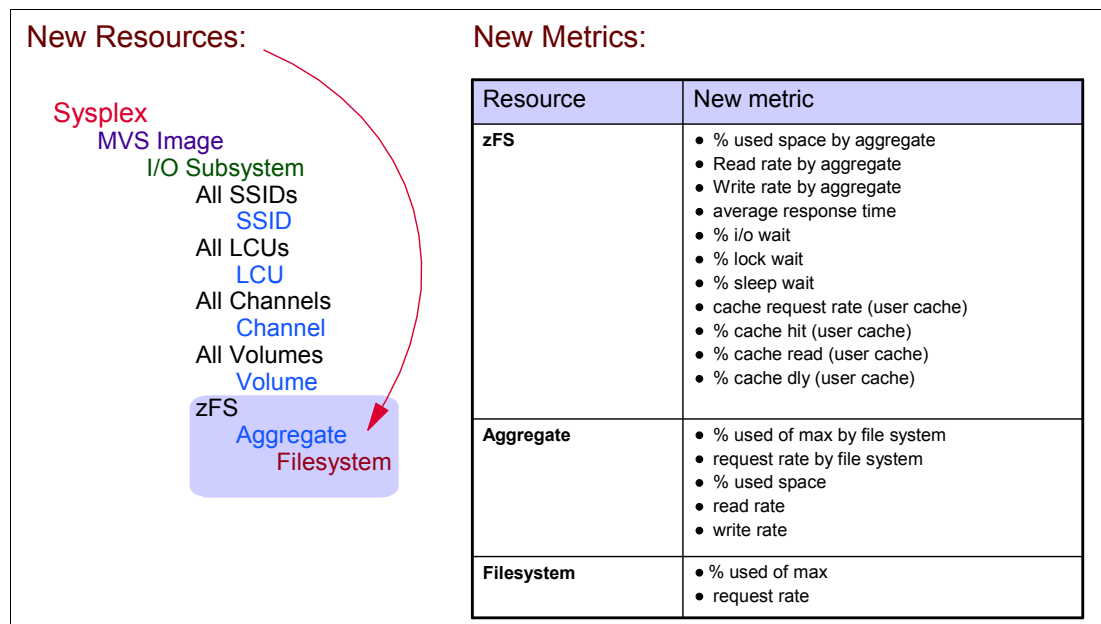 New Resources:
Sysplex
MVS Image
I/O Subsystem
All SSIDs
SSID
All LCUs
LCU
All Channels
Channel
All Volumes
Volume
zFS
Aggregate
Filesystem
New Metrics:
Resource New metric
zFS
● % used space by aggregate
● Read rate by aggregate
● Write rate by aggregate
● average response time
● % i/o wait
● % lock wait
● % sleep wait
● cache request rate (user cache)
● % cache hit (user cache)
● % cache read (user cache)
● % cache dly (user cache)
Aggregate
● % used of max by file system
● request rate by file system
● % used space
● read rate
● write rate
Filesystem
● % used of max
● request rate